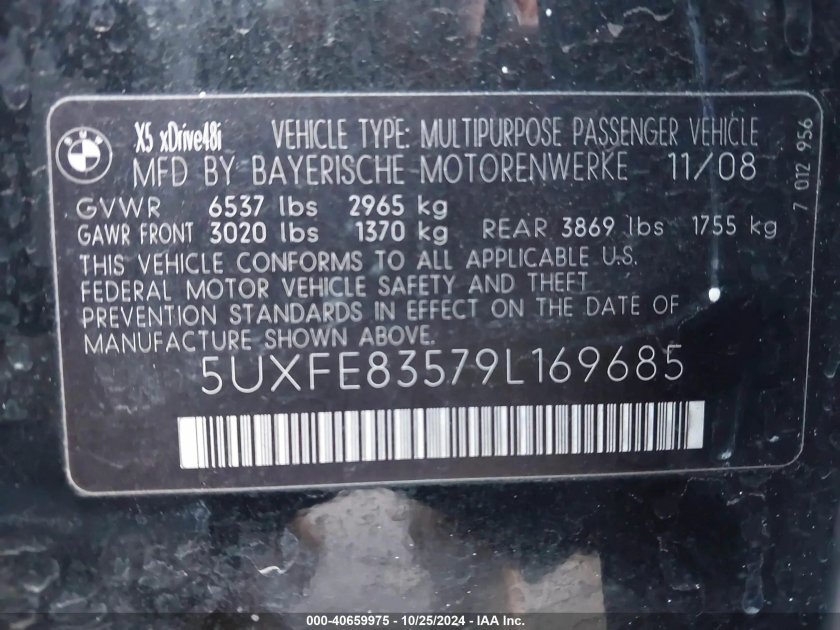 X5 xDrive48i VEHICLE TYPE: MULTIPURPOSE PASSENGER VEHICLE
MFD BY BAYERISCHE MOTORENWERKE 11/08
GVWR 6537 lbs 2965 kg
GAWR FRONT 3020 lbs 1370 kg REAR 3869 lbs 1755 kg
THIS VEHICLE CONFORMS TO ALL APPLICABLE U.S.
FEDERAL MOTOR VEHICLE SAFETY AND THEFT
PREVENTION STANDARDS IN EFFECT ON THE DATE OF
MANUFACTURE SHOWN ABOVE.
5UXFE83579L169685
7 012 956
000-40659975 - 10/25/2024 - IAA Inc.